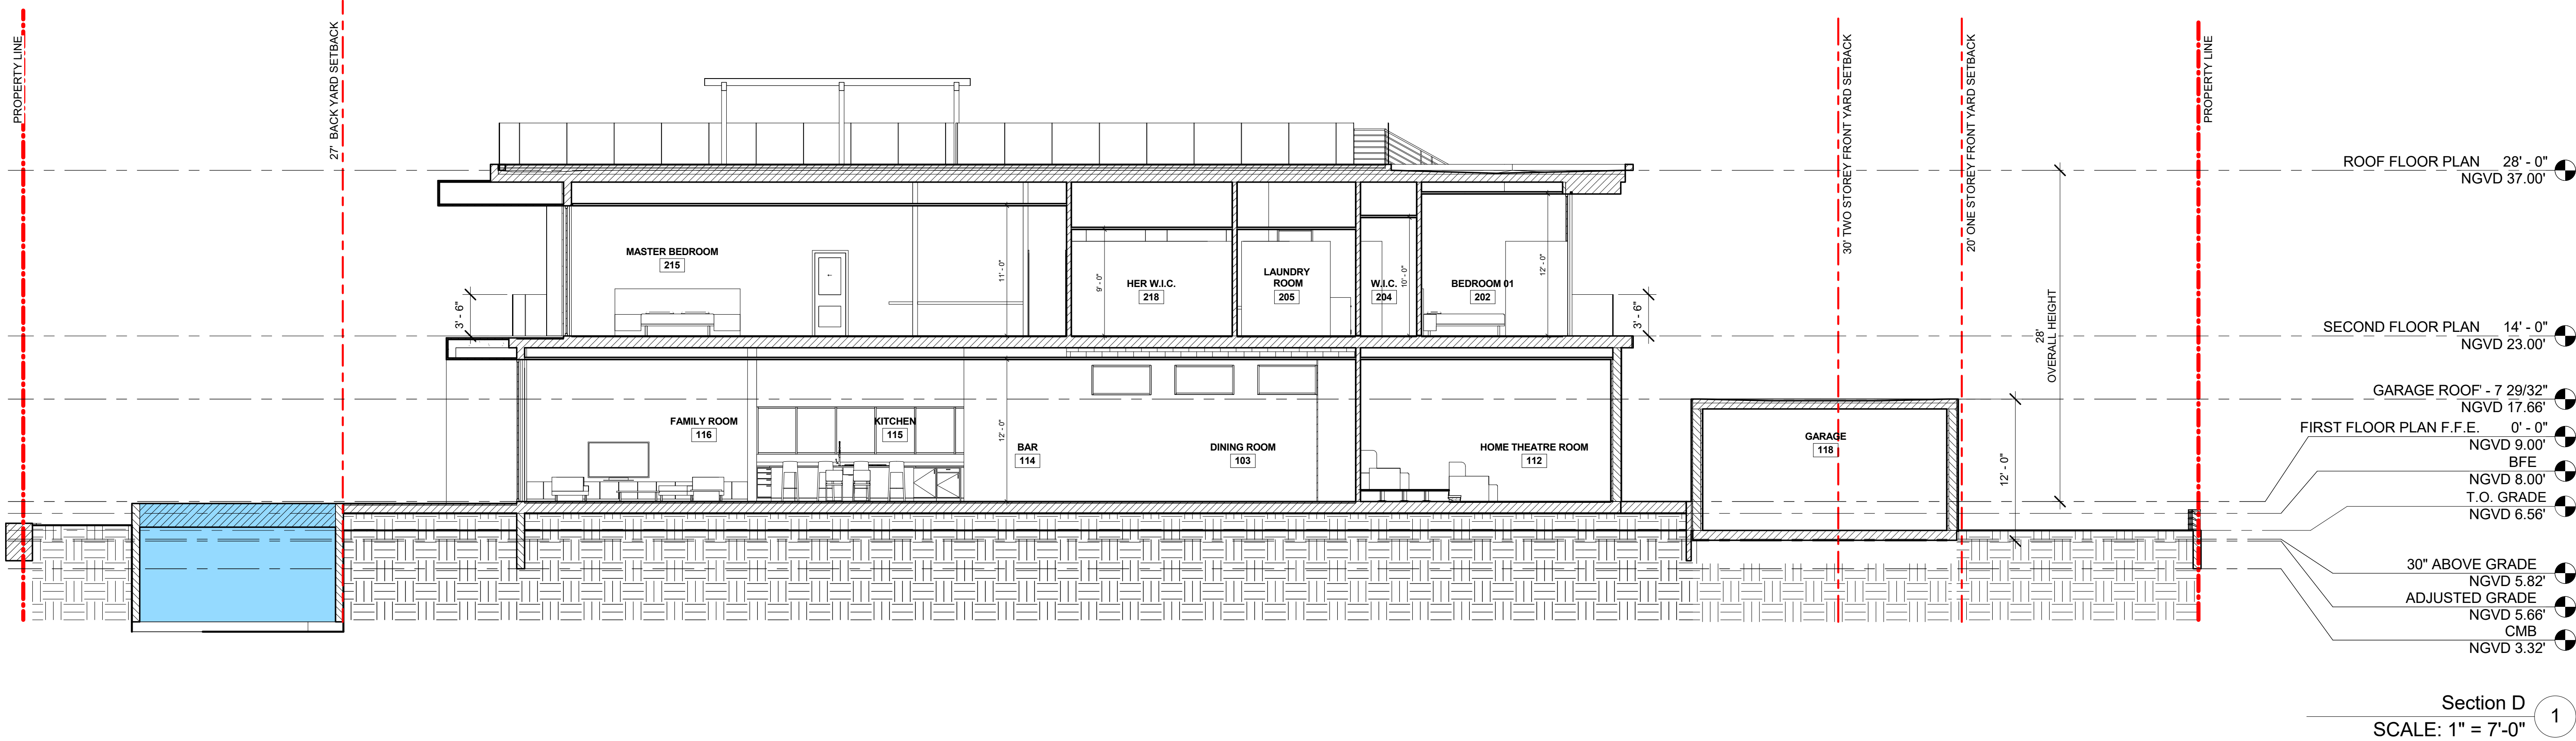 PROPERTY LINE
27' BACK YARD SETBACK
30' TWO STOREY FRONT YARD SETBACK
20' ONE STOREY FRONT YARD SETBACK
PROPERTY LINE
ROOF FLOOR PLAN 28' - 0"
NGVD 37.00'
MASTER BEDROOM
215
11' - 0"
9' - 0"
HER W.I.C.
218
LAUNDRY
ROOM
205
W.I.C.
204
10' - 0"
BEDROOM 01
202
12' - 0"
3' - 6"
3' - 6"
28'
OVERALL HEIGHT
SECOND FLOOR PLAN 14' - 0"
NGVD 23.00'
GARAGE ROOF' - 7 29/32"
NGVD 17.66'
FAMILY ROOM
116
KITCHEN
115
12' - 0"
BAR
114
DINING ROOM
103
HOME THEATRE ROOM
112
GARAGE
118
12' - 0"
FIRST FLOOR PLAN F.F.E. 0' - 0"
NGVD 9.00'
BFE
NGVD 8.00'
T.O. GRADE
NGVD 6.56'
30" ABOVE GRADE
NGVD 5.82'
ADJUSTED GRADE
NGVD 5.66'
CMB
NGVD 3.32'
Section D
1
SCALE: 1" = 7'-0"